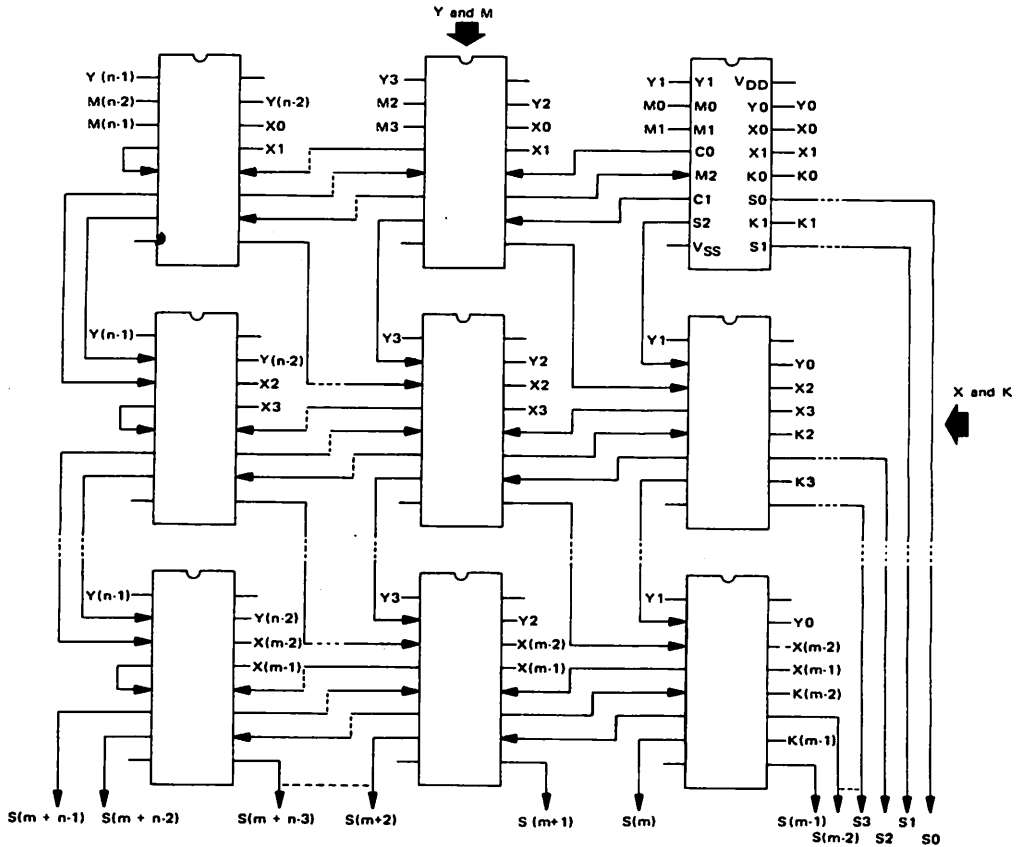 Y and M
Y(n-1)
M(n-2)
M(n-1)
Y(n-2)
X0
X1
Y3
M2
M3
Y2
X0
X1
Y1
M0
M1
Y1
M0
M1
C0
M2
C1
S2
VSS
VDD
Y0
X0
X1
K0
S0
K1
S1
Y0
X0
X1
K0
K1
Y(n-1)
Y(n-2)
X2
X3
Y3
Y2
X2
X3
Y1
Y0
X2
X3
K2
K3
X and K
Y(n-1)
Y(n-2)
X(m-2)
X(m-1)
Y3
Y2
X(m-2)
X(m-1)
Y1
Y0
X(m-2)
X(m-1)
K(m-2)
K(m-1)
S(m + n-1)
S(m + n-2)
S(m + n-3)
S(m+2)
S (m+1)
S(m)
S(m-1)
S(m-2)
S3
S2
S1
S0